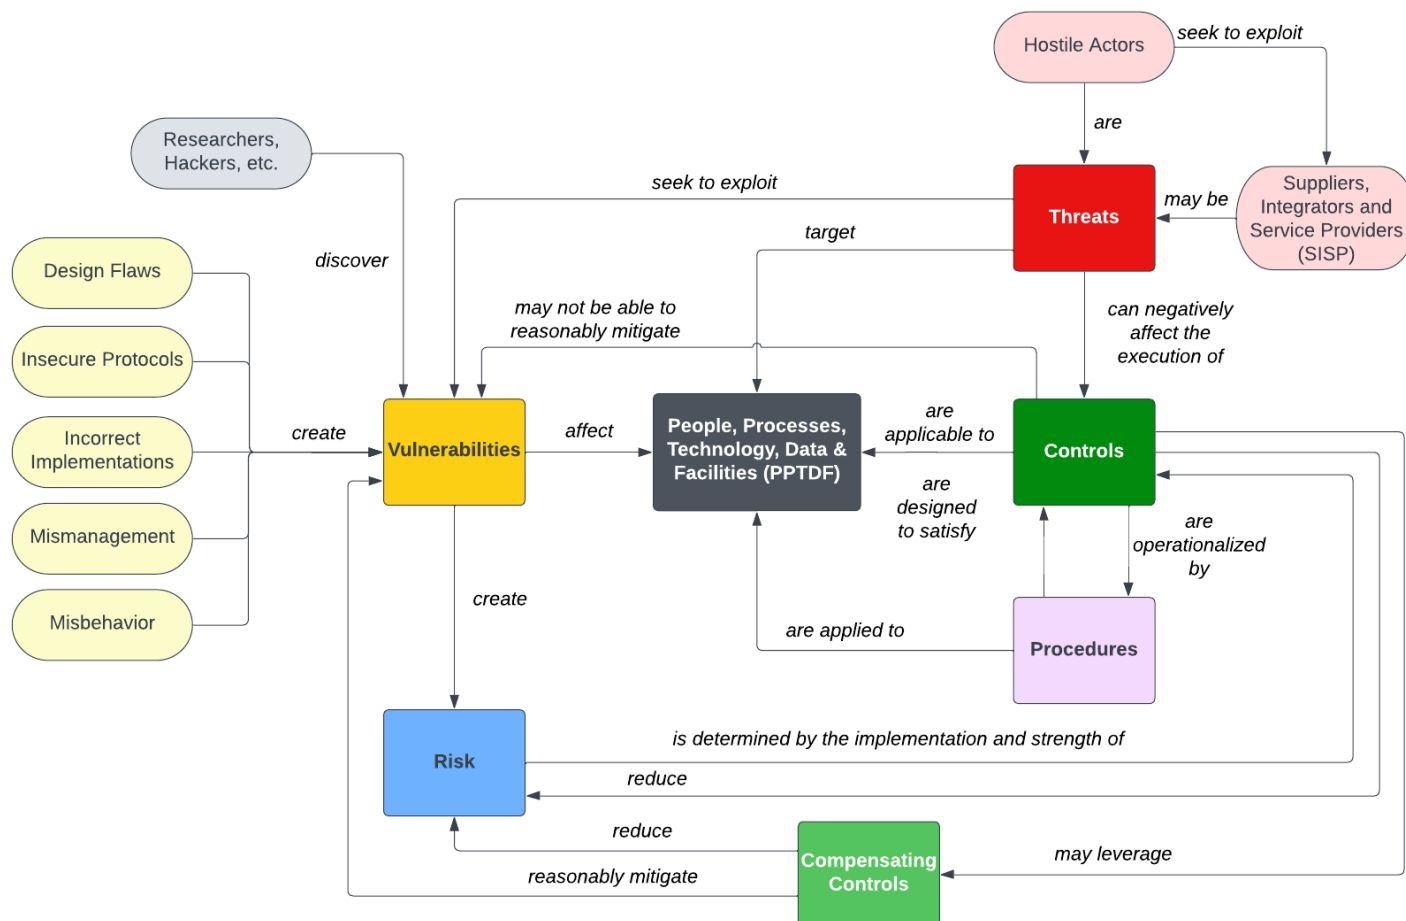 Hostile Actors
seek to exploit
are
Researchers,
Hackers, etc.
seek to exploit
Threats
may be
Suppliers,
Integrators and
Service Providers
(SISP)
target
discover
Design Flaws
may not be able to
reasonably mitigate
can negatively
affect the
execution of
Insecure Protocols
Incorrect
Implementations
create
Vulnerabilities
affect
People, Processes,
Technology, Data &
Facilities (PPTDF)
are
applicable to
Controls
are
designed
to satisfy
are
operationalized
by
Mismanagement
Misbehavior
create
are applied to
Procedures
Risk
is determined by the implementation and strength of
reduce
reduce
Compensating
Controls
may leverage
reasonably mitigate